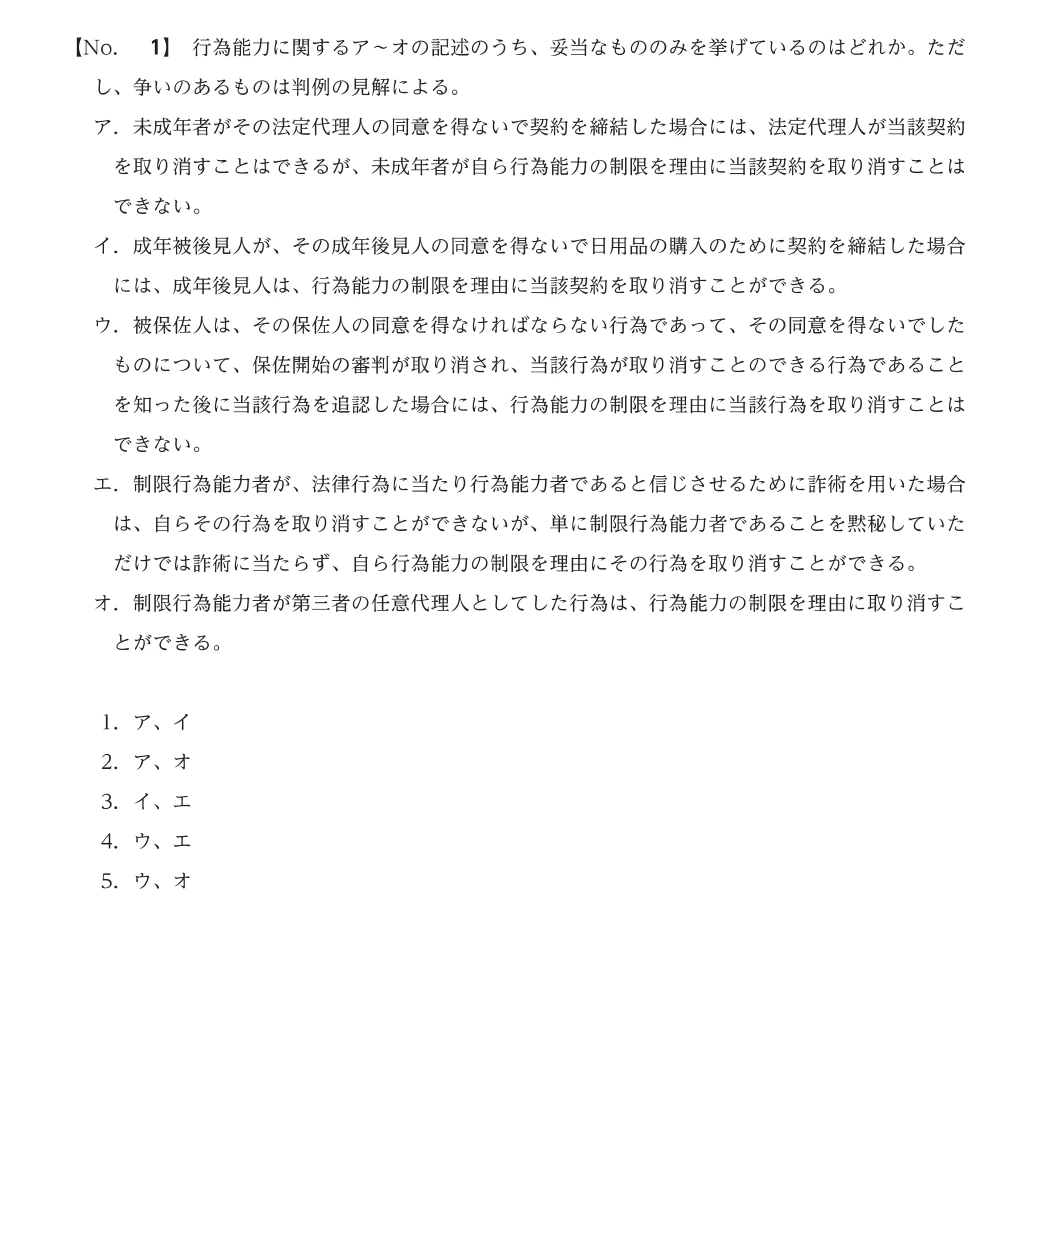 【No. 1】 行為能力に関するア～オの記述のうち、妥当なもののみを挙げているのはどれか。ただ
し、争いのあるものは判例の見解による。
ア．未成年者がその法定代理人の同意を得ないで契約を締結した場合には、法定代理人が当該契約
を取り消すことはできるが、未成年者が自ら行為能力の制限を理由に当該契約を取り消すことは
できない。
イ．成年被後見人が、その成年後見人の同意を得ないで日用品の購入のために契約を締結した場合
には、成年後見人は、行為能力の制限を理由に当該契約を取り消すことができる。
ウ．被保佐人は、その保佐人の同意を得なければならない行為であって、その同意を得ないでした
ものについて、保佐開始の審判が取り消され、当該行為が取り消すことのできる行為であること
を知った後に当該行為を追認した場合には、行為能力の制限を理由に当該行為を取り消すことは
できない。
エ．制限行為能力者が、法律行為に当たり行為能力者であると信じさせるために詐術を用いた場合
は、自らその行為を取り消すことができないが、単に制限行為能力者であることを黙秘していた
だけでは詐術に当たらず、自ら行為能力の制限を理由にその行為を取り消すことができる。
オ．制限行為能力者が第三者の任意代理人としてした行為は、行為能力の制限を理由に取り消すこ
とができる。
1．ア、イ
2．ア、オ
3．イ、エ
4．ウ、エ
5．ウ、オ